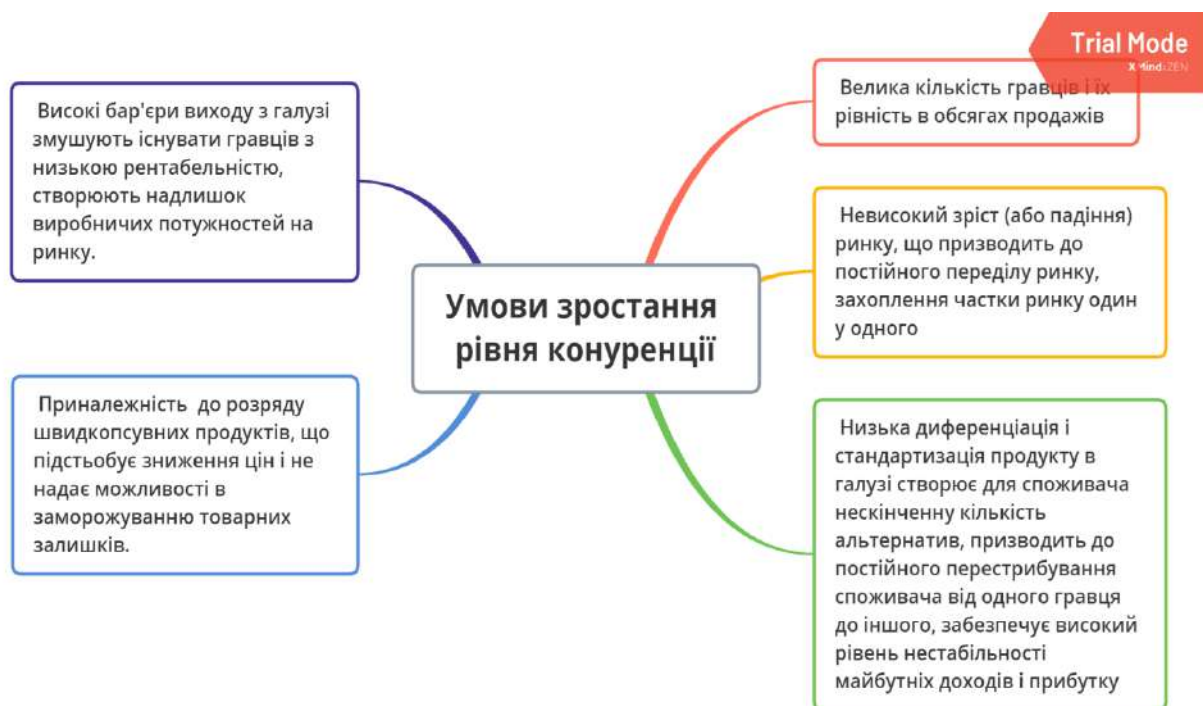 Trial Mode
XMind:ZEN
Високі бар'єри виходу з галузі
змушують існувати гравців з
низькою рентабельністю,
створюють надлишок
виробничих потужностей на
ринку.
Приналежність до розряду
швидкопсувних продуктів, що
підстьобує зниження цін і не
надає можливості в
заморожуванню товарних
залишків.
Умови зростання
рівня конуренції
Велика кількість гравців і їх
рівність в обсягах продажів
Невисокий зріст (або падіння)
ринку, що призводить до
постійного переділу ринку,
захоплення частки ринку один
у одного
Низька диференціація і
стандартизація продукту в
галузі створює для споживача
нескінченну кількість
альтернатив, призводить до
постійного перестрибування
споживача від одного гравця
до іншого, забезпечує високий
рівень нестабільності
майбутніх доходів і прибутку